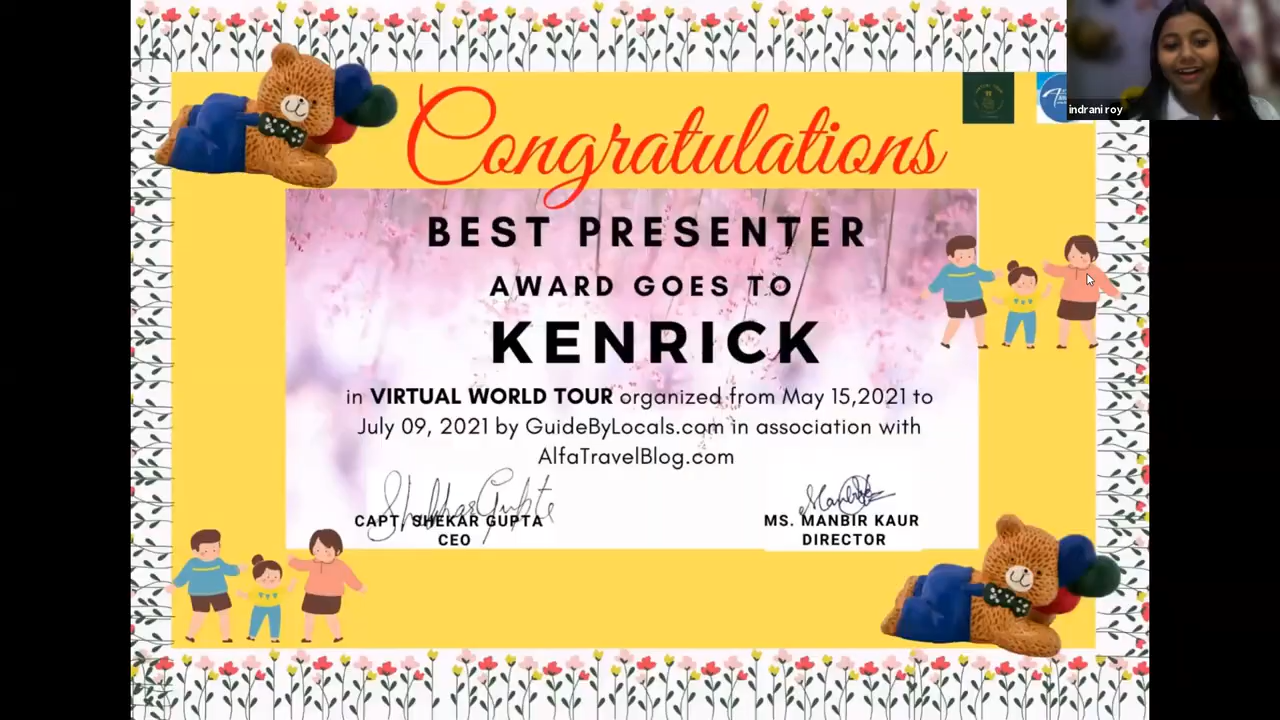 Congratulations
indrani roy
BEST PRESENTER
AWARD GOES TO
KENRICK
in VIRTUAL WORLD TOUR organized from May 15,2021 to
July 09, 2021 by GuideByLocals.com in association with
AlfaTravelBlog.com
Shekhar Gupta
CAPT. SHEKAR GUPTA
CEO
MS. MANBIR KAUR
DIRECTOR